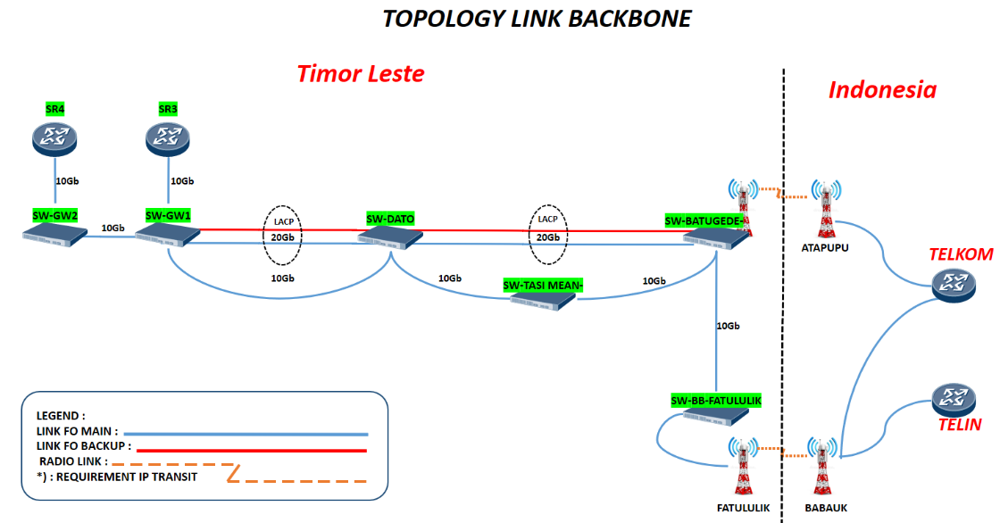 TOPOLOGY LINK BACKBONE
Timor Leste
Indonesia
SR4
SR3
10Gb
10Gb
SW-GW2
SW-GW1
10Gb
LACP
20Gb
SW-DATO
LACP
20Gb
SW-BATUGEDE-
ATAPUPU
TELKOM
10Gb
10Gb
SW-TASI MEAN-
10Gb
10Gb
SW-BB-FATULULIK
TELIN
FATULULIK
BABAUK
LEGEND :
LINK FO MAIN :
LINK FO BACKUP :
RADIO LINK :
*) : REQUIREMENT IP TRANSIT